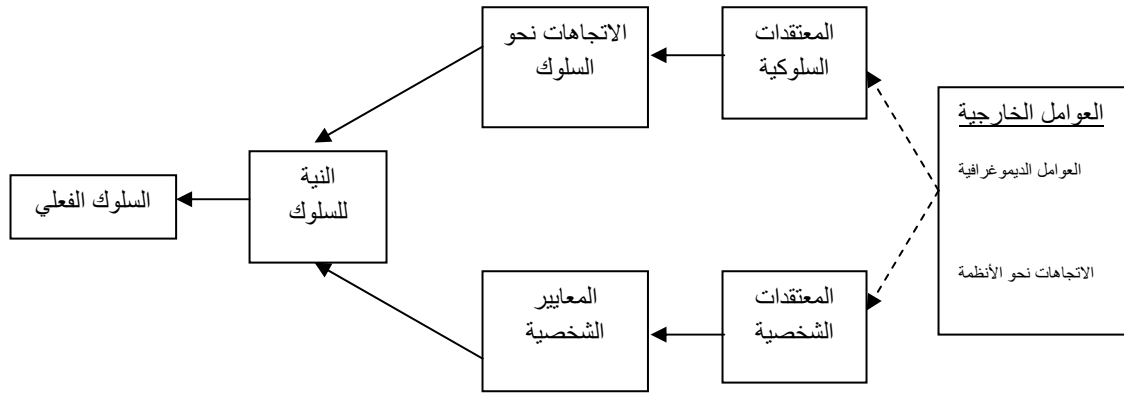 العوامل الخارجية
العوامل الديموغرافية
الاتجاهات نحو الأنظمة
المعتقدات
السلوكية
الاتجاهات نحو
السلوك
المعتقدات
الشخصية
المعايير
الشخصية
النية
للسلوك
السلوك الفعلي